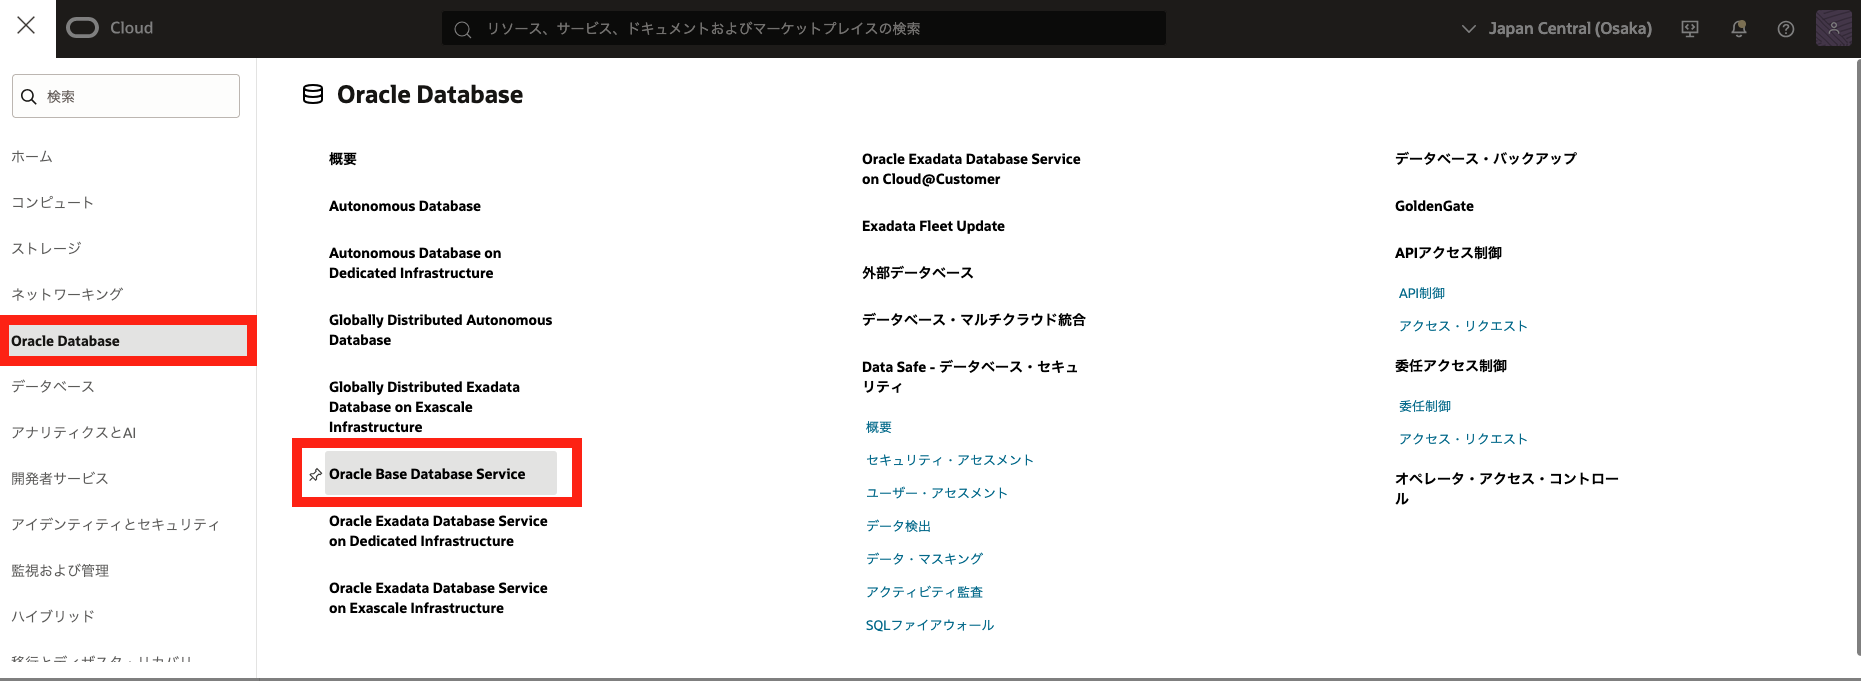 Cloud
リソース、サービス、ドキュメントおよびマーケットプレイスの検索
Japan Central (Osaka)
検索
ホーム
コンピュート
ストレージ
ネットワーキング
Oracle Database
データベース
アナリティクスとAI
開発者サービス
アイデンティティとセキュリティ
監視および管理
ハイブリッド
移行とディザスタ・リカバリ
Oracle Database
概要
Autonomous Database
Autonomous Database on
Dedicated Infrastructure
Globally Distributed Autonomous
Database
Globally Distributed Exadata
Database on Exascale
Infrastructure
Oracle Base Database Service
Oracle Exadata Database Service
on Dedicated Infrastructure
Oracle Exadata Database Service
on Exascale Infrastructure
Oracle Exadata Database Service
on Cloud@Customer
Exadata Fleet Update
外部データベース
データベース・マルチクラウド統合
Data Safe - データベース・セキュ
リティ
概要
セキュリティ・アセスメント
ユーザー・アセスメント
データ検出
データ・マスキング
アクティビティ監査
SQLファイアウォール
データベース・バックアップ
GoldenGate
APIアクセス制御
API制御
アクセス・リクエスト
委任アクセス制御
委任制御
アクセス・リクエスト
オペレータ・アクセス・コントロー
ル